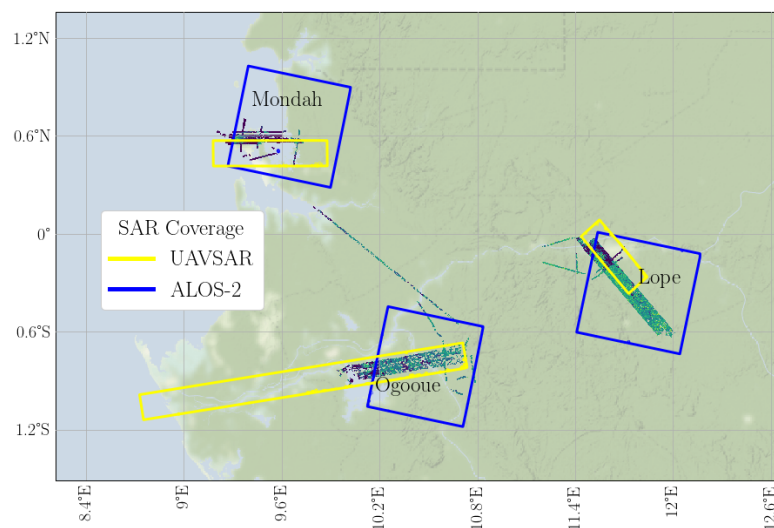 1.2°N
Mondah
0.6°N
0°
SAR Coverage
UAVSAR
ALOS-2
Lope
0.6°S
Ogooue
1.2°S
8.4°E
9°E
9.6°E
10.2°E
10.8°E
11.4°E
12°E
12.6°E